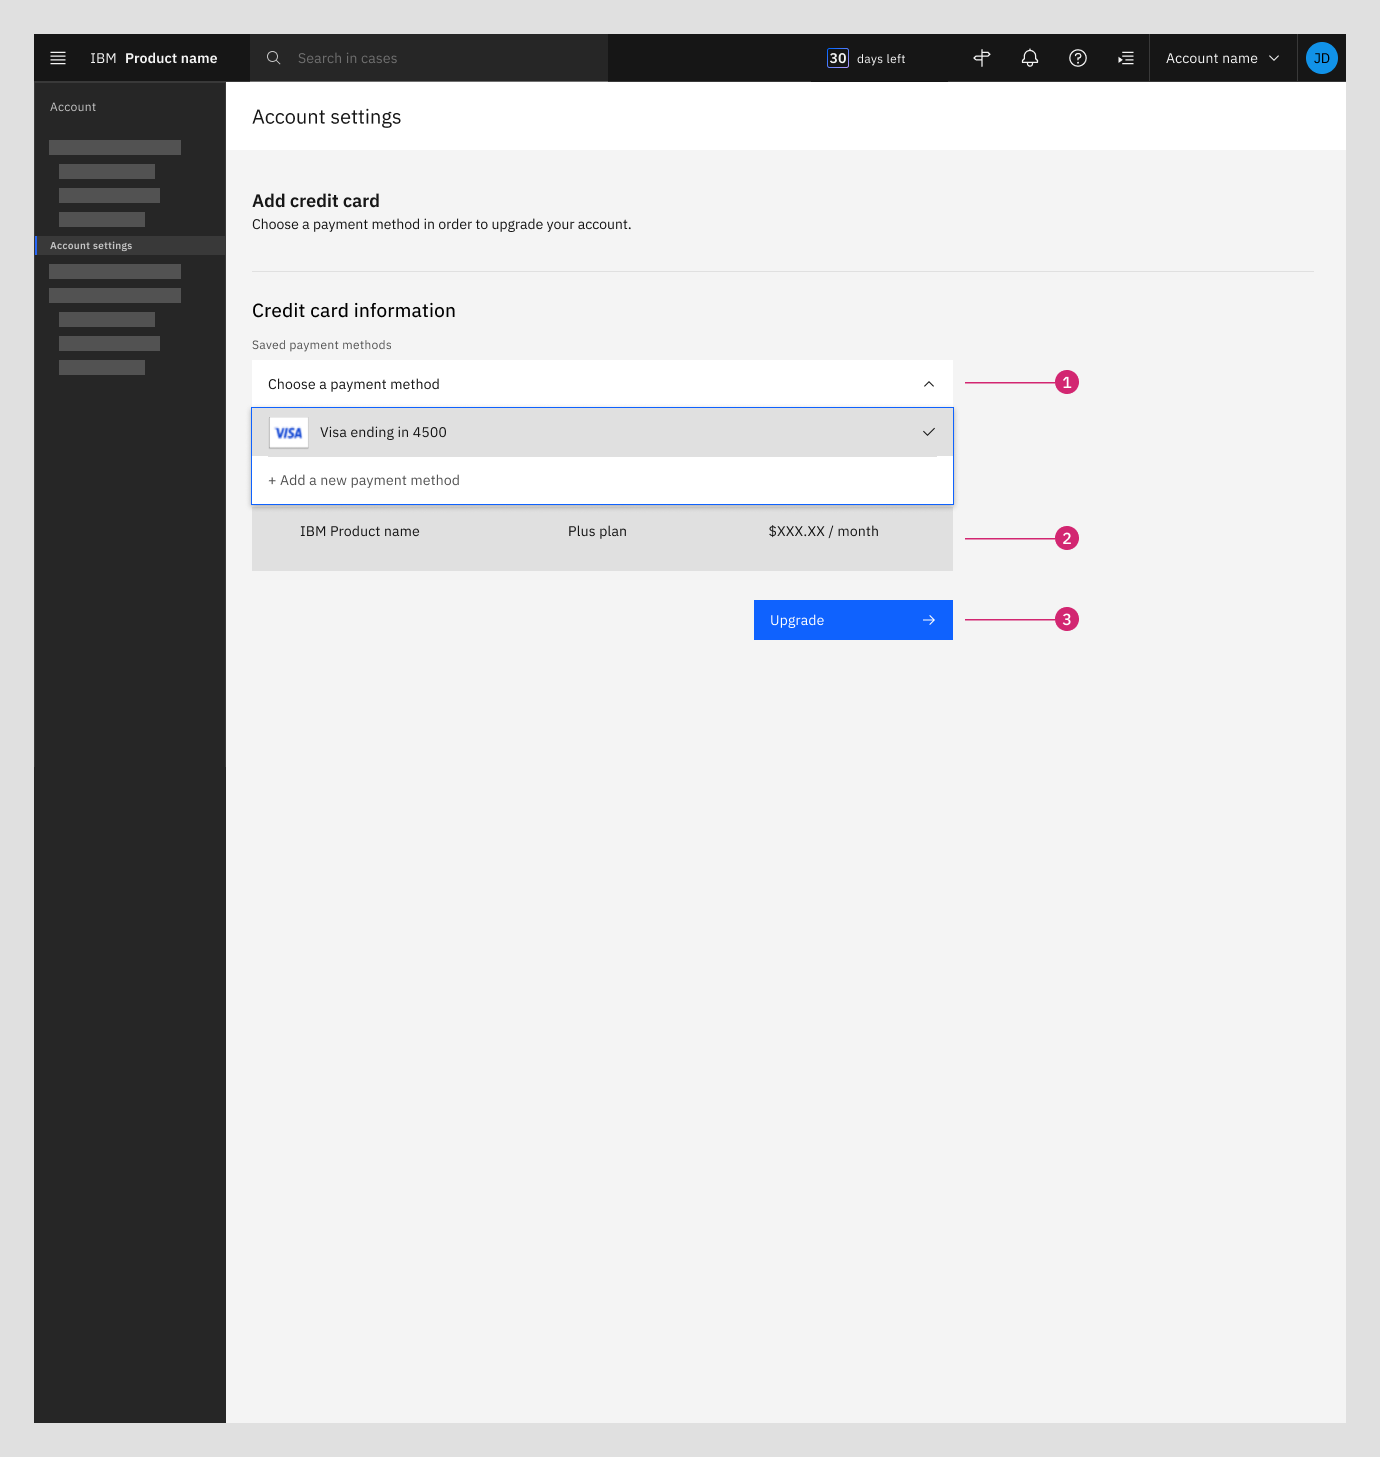 IBM Product name
Search in cases
30 days left
Account name
JD
Account
Account settings
Account settings
Add credit card
Choose a payment method in order to upgrade your account.
Credit card information
Saved payment methods
Choose a payment method
1
VISA Visa ending in 4500
+ Add a new payment method
IBM Product name Plus plan $XXX.XX / month
2
Upgrade
3